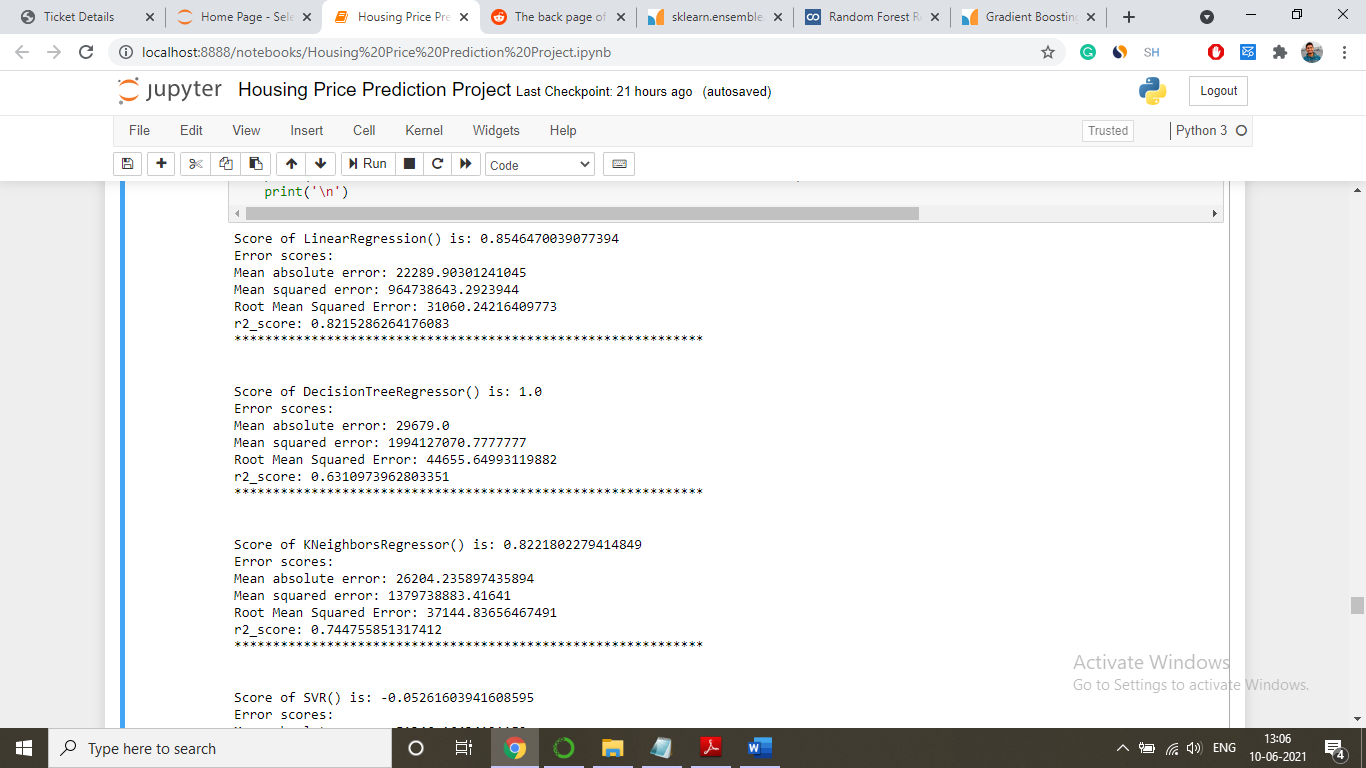 Ticket Details
Home Page - Sele
Housing Price Pre
The back page of
sklearn.ensemble.
Random Forest R
Gradient Boosting
localhost:8888/notebooks/Housing%20Price%20Prediction%20Project.ipynb
SH
jupyter Housing Price Prediction Project Last Checkpoint: 21 hours ago (autosaved)
Logout
File Edit View Insert Cell Kernel Widgets Help
Trusted
Python 3
Run
Code
print('\n')
Score of LinearRegression() is: 0.8546470039077394
Error scores:
Mean absolute error: 22289.90301241045
Mean squared error: 964738643.2923944
Root Mean Squared Error: 31060.24216409773
r2_score: 0.8215286264176083
*************************************************************
Score of DecisionTreeRegressor() is: 1.0
Error scores:
Mean absolute error: 29679.0
Mean squared error: 1994127070.7777777
Root Mean Squared Error: 44655.64993119882
r2_score: 0.6310973962803351
*************************************************************
Score of KNeighborsRegressor() is: 0.8221802279414849
Error scores:
Mean absolute error: 26204.235897435894
Mean squared error: 1379738883.41641
Root Mean Squared Error: 37144.83656467491
r2_score: 0.744755851317412
*************************************************************
Score of SVR() is: -0.05261603941608595
Error scores:
Activate Windows
Go to Settings to activate Windows.
Type here to search
ENG
13:06
10-06-2021
4